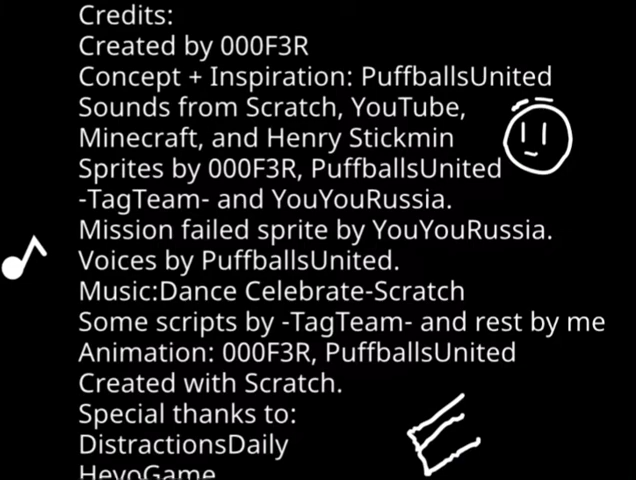 Credits:
Created by 000F3R
Concept + Inspiration: PuffballsUnited
Sounds from Scratch, YouTube,
Minecraft, and Henry Stickmin
Sprites by 000F3R, PuffballsUnited
-TagTeam- and YouYouRussia.
Mission failed sprite by YouYouRussia.
Voices by PuffballsUnited.
Music:Dance Celebrate-Scratch
Some scripts by -TagTeam- and rest by me
Animation: 000F3R, PuffballsUnited
Created with Scratch.
Special thanks to:
E
DistractionsDaily
HeyoGame